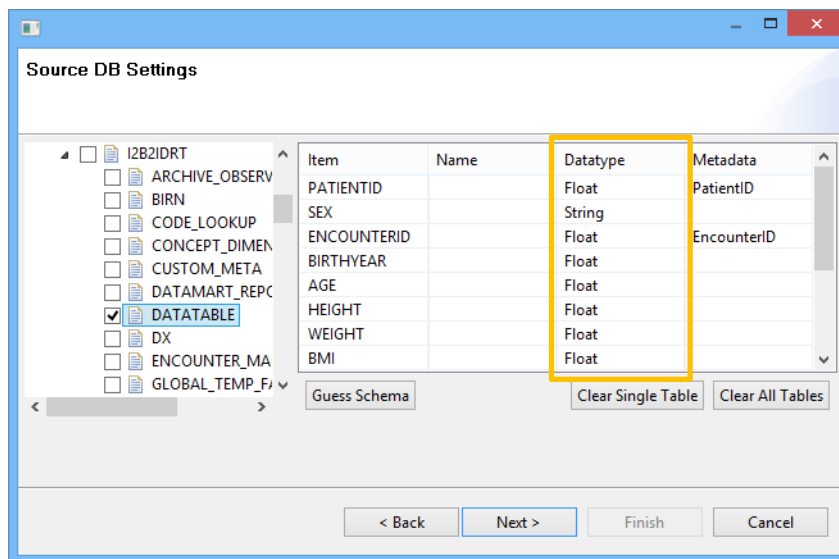 Source DB Settings
I2B2IDRT
ARCHIVE_OBSERV
BIRN
CODE_LOOKUP
CONCEPT_DIMEN
CUSTOM_META
DATAMART_REPO
DATATABLE
DX
ENCOUNTER_MA
GLOBAL_TEMP_FA
Item Name Datatype Metadata
PATIENTID Float PatientID
SEX String
ENCOUNTERID Float EncounterID
BIRTHYEAR Float
AGE Float
HEIGHT Float
WEIGHT Float
BMI Float
Guess Schema Clear Single Table Clear All Tables
< Back Next > Finish Cancel